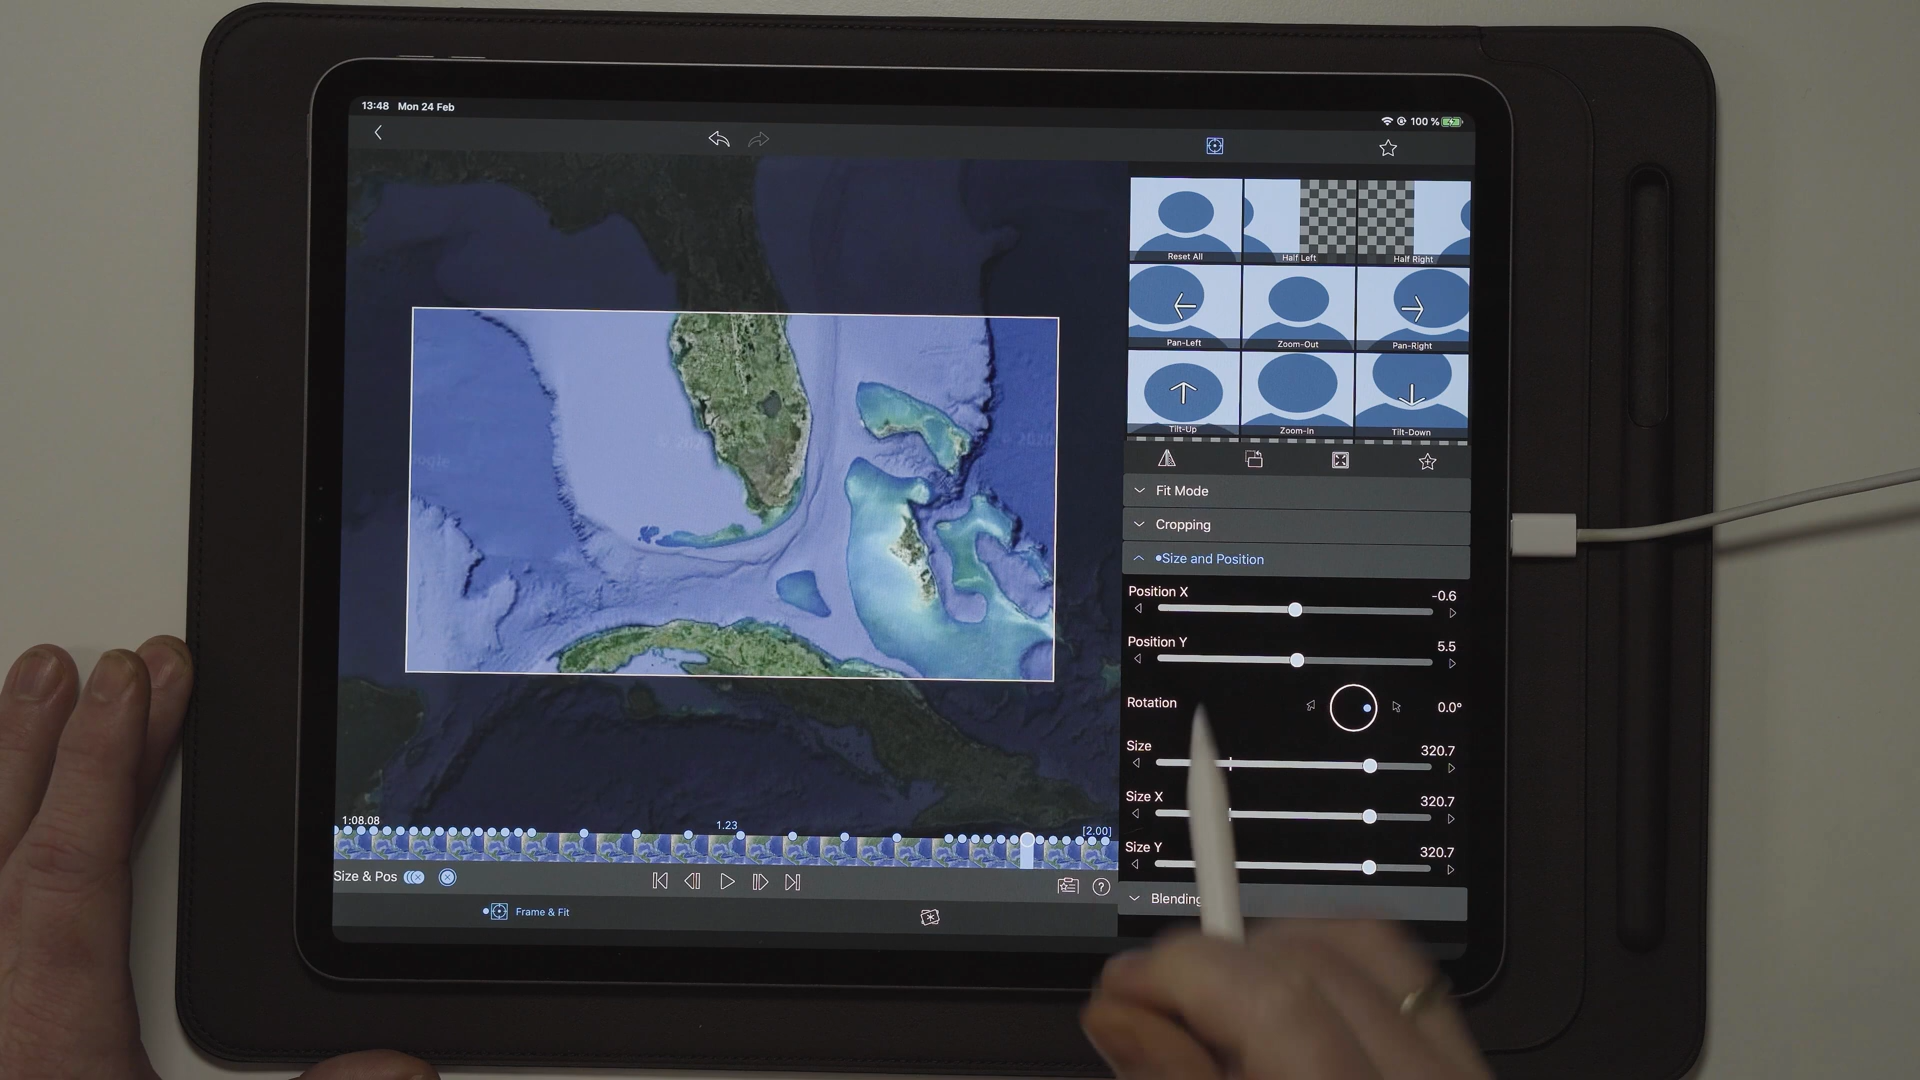 13:48 Mon 24 Feb
100 %
Reset All
Half Left
Half Right
Pan-Left
Zoom-Out
Pan-Right
Tilt-Up
Zoom-In
Tilt-Down
Fit Mode
Cropping
Size and Position
Position X
-0.6
Position Y
5.5
Rotation
0.0°
Size
320.7
Size X
320.7
Size Y
320.7
Blending
2020
1:08.08
1.23
[2.00]
Size & Pos
Frame & Fit